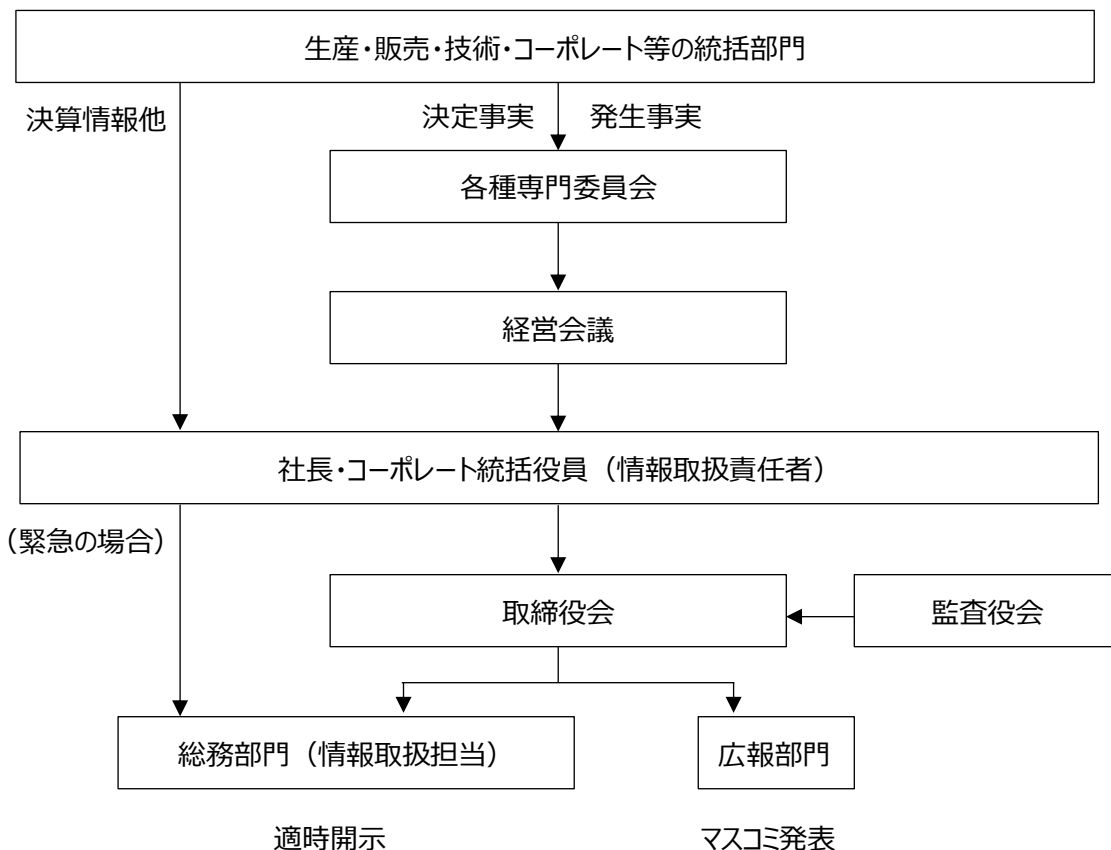 生産・販売・技術・コーポレート等の統括部門
決算情報他
決定事実 発生事実
各種専門委員会
経営会議
社長・コーポレート統括役員（情報取扱責任者）
（緊急の場合）
取締役会
監査役会
総務部門（情報取扱担当）
広報部門
適時開示
マスコミ発表